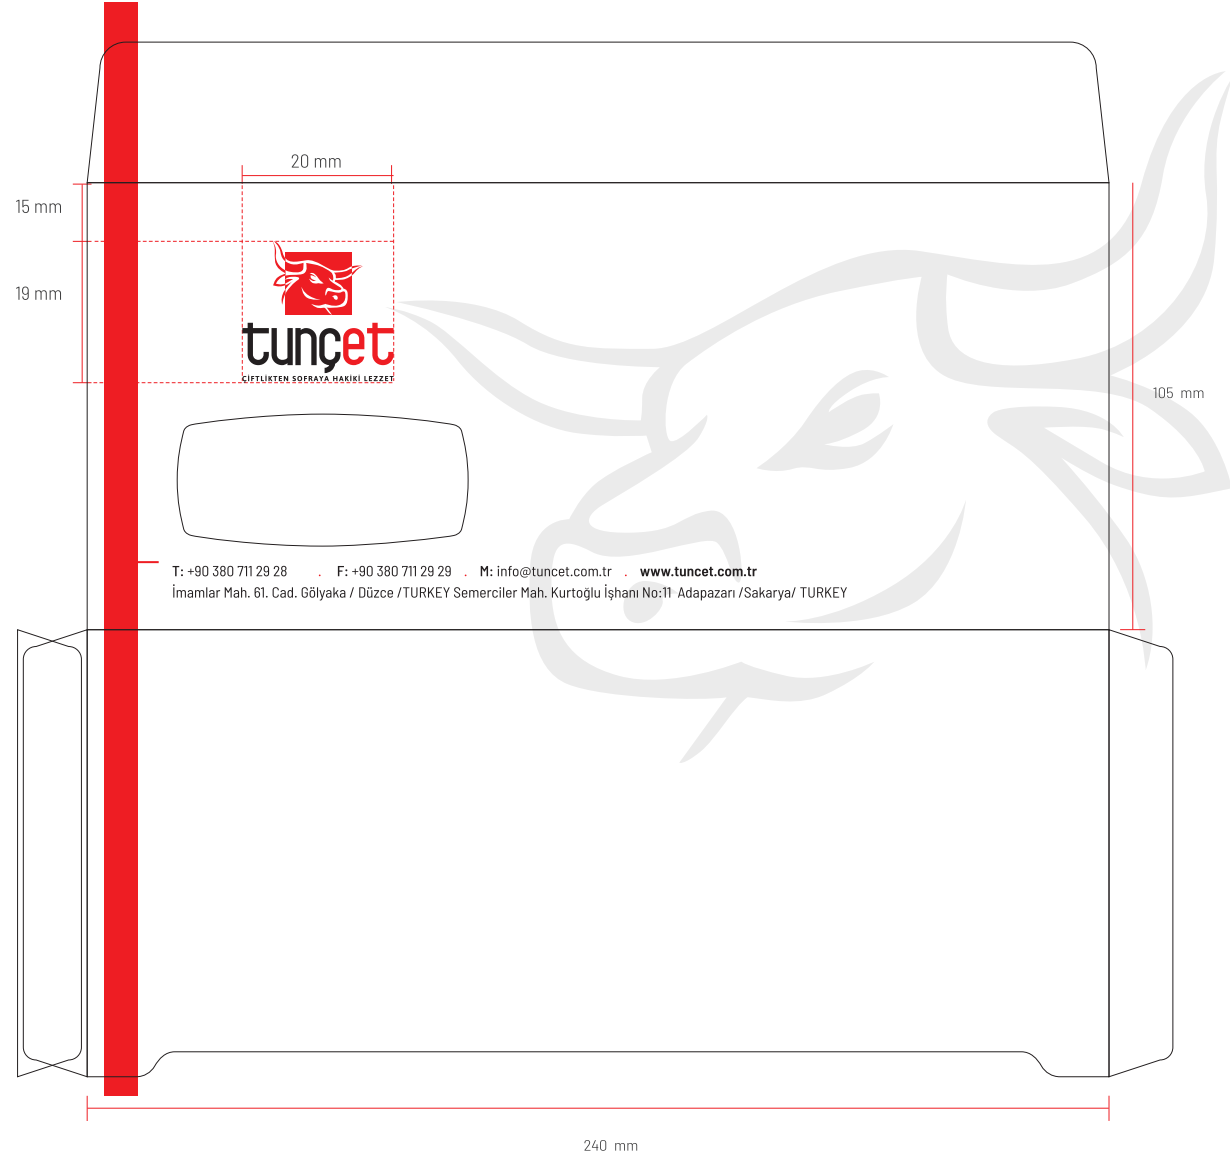 20 mm
15 mm
19 mm
tunçet
ÇİFTLİKTEN SOFRAYA HAKİKİ LEZZET
105 mm
T: +90 380 711 29 28 . F: +90 380 711 29 29 . M: info@tuncet.com.tr . www.tuncet.com.tr
İmamlar Mah. 61. Cad. Gölyaka / Düzce /TURKEY Semerciler Mah. Kurtoğlu İşhanı No:11 Adapazarı /Sakarya/ TURKEY
240 mm